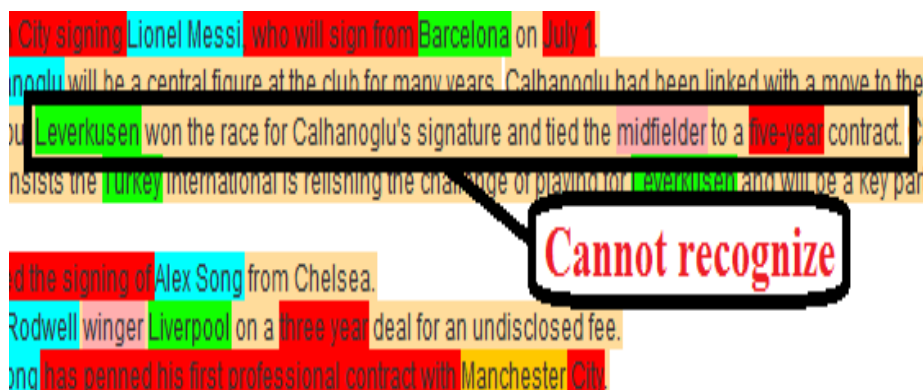 City signing Lionel Messi, who will sign from Barcelona on July 1.
will be a central figure at the club for many years. Calhanoglu had been linked with a move to the
Leverkusen won the race for Calhanoglu's signature and tied the midfielder to a five-year contract.
the Turkey international is relishing the challenge of playing for Leverkusen and will be a key
Cannot recognize
the signing of Alex Song from Chelsea.
Rodwell winger Liverpool on a three year deal for an undisclosed fee.
has penned his first professional contract with Manchester City.